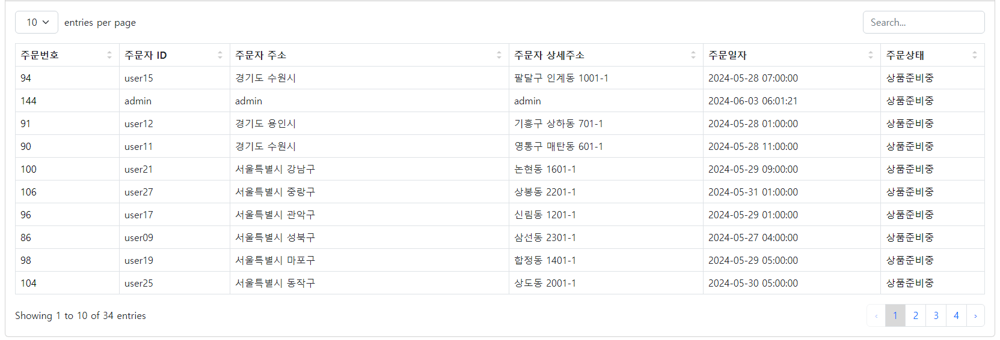 10 entries per page Search...
주문번호 주문자 ID 주문자 주소 주문자 상세주소 주문일자 주문상태
94 user15 경기도 수원시 팔달구 인계동 1001-1 2024-05-28 07:00:00 상품준비중
144 admin admin admin 2024-06-03 06:01:21 상품준비중
91 user12 경기도 용인시 기흥구 상하동 701-1 2024-05-28 01:00:00 상품준비중
90 user11 경기도 수원시 영통구 매탄동 601-1 2024-05-28 11:00:00 상품준비중
100 user21 서울특별시 강남구 논현동 1601-1 2024-05-29 09:00:00 상품준비중
106 user27 서울특별시 중랑구 상봉동 2201-1 2024-05-31 01:00:00 상품준비중
96 user17 서울특별시 관악구 신림동 1201-1 2024-05-29 01:00:00 상품준비중
86 user09 서울특별시 성북구 삼선동 2301-1 2024-05-27 04:00:00 상품준비중
98 user19 서울특별시 마포구 합정동 1401-1 2024-05-29 05:00:00 상품준비중
104 user25 서울특별시 동작구 상도동 2001-1 2024-05-30 05:00:00 상품준비중
Showing 1 to 10 of 34 entries ‹ 1 2 3 4 ›